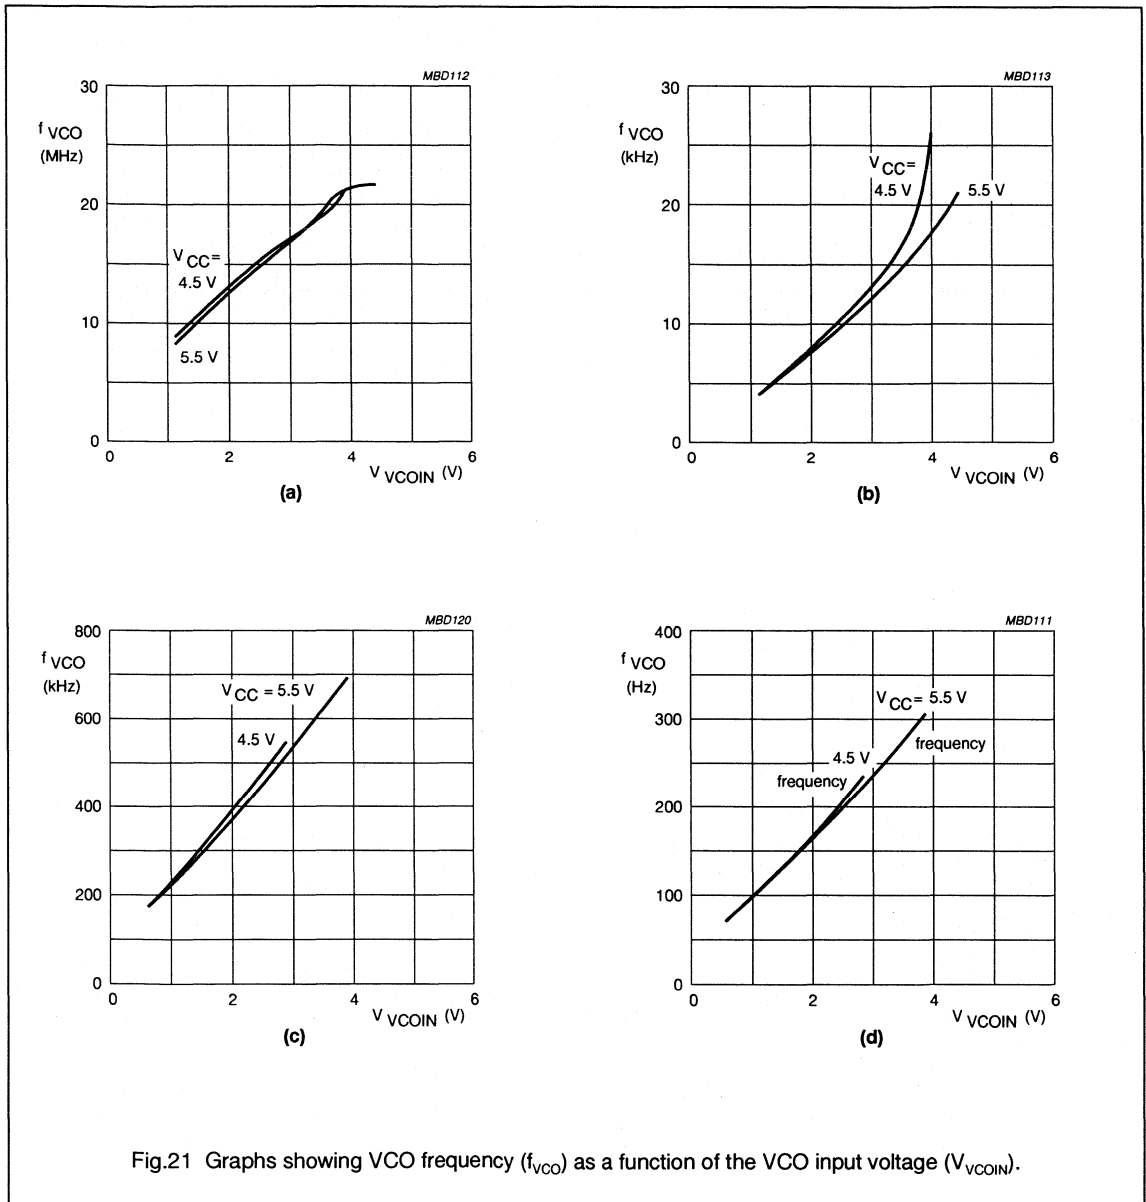 MBD112
30
f VCO
(MHz)
20
V CC=
4.5 V
10
5.5 V
0
0 2 4 6
V VCOIN (V)
(a)
MBD113
30
f VCO
(kHz)
V CC=
4.5 V
5.5 V
20
10
0
0 2 4 6
V VCOIN (V)
(b)
MBD120
800
f VCO
(kHz)
V CC = 5.5 V
600
4.5 V
400
200
0
0 2 4 6
V VCOIN (V)
(c)
MBD111
400
f VCO
(Hz)
V CC= 5.5 V
300
frequency
4.5 V
frequency
200
100
0
0 2 4 6
V VCOIN (V)
(d)
Fig.21 Graphs showing VCO frequency (fVCO) as a function of the VCO input voltage (VVCOIN).